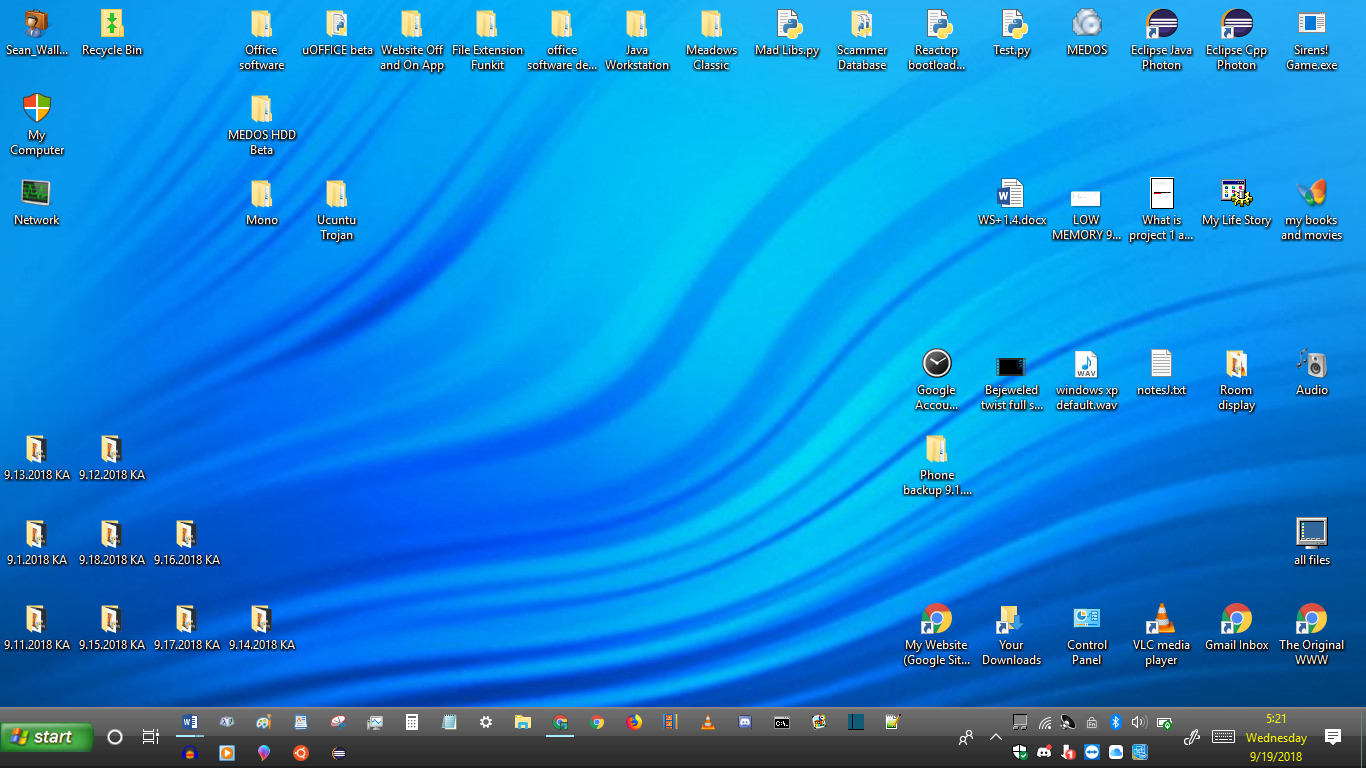 Sean_Wall...
Recycle Bin
Office
software
uOFFICE beta
Website Off
and On App
File Extension
Funkit
office
software de...
Java
Workstation
Meadows
Classic
Mad Libs.py
Scammer
Database
Reactop
bootload...
Test.py
MEDOS
Eclipse Java
Photon
Eclipse Cpp
Photon
Sirens!
Game.exe
My
Computer
MEDOS HDD
Beta
Network
Mono
Ucuntu
Trojan
WS+1.4.docx
LOW
MEMORY 9...
What is
project 1 a...
My Life Story
my books
and movies
Google
Accou...
Bejeweled
twist full s...
WAV
windows xp
default.wav
notesJ.txt
Room
display
Audio
9.13.2018 KA
9.12.2018 KA
Phone
backup 9.1....
9.1.2018 KA
9.18.2018 KA
9.16.2018 KA
all files
9.11.2018 KA
9.15.2018 KA
9.17.2018 KA
9.14.2018 KA
My Website
(Google Sit...
Your
Downloads
Control
Panel
VLC media
player
Gmail Inbox
The Original
WWW
start
5:21
Wednesday
9/19/2018